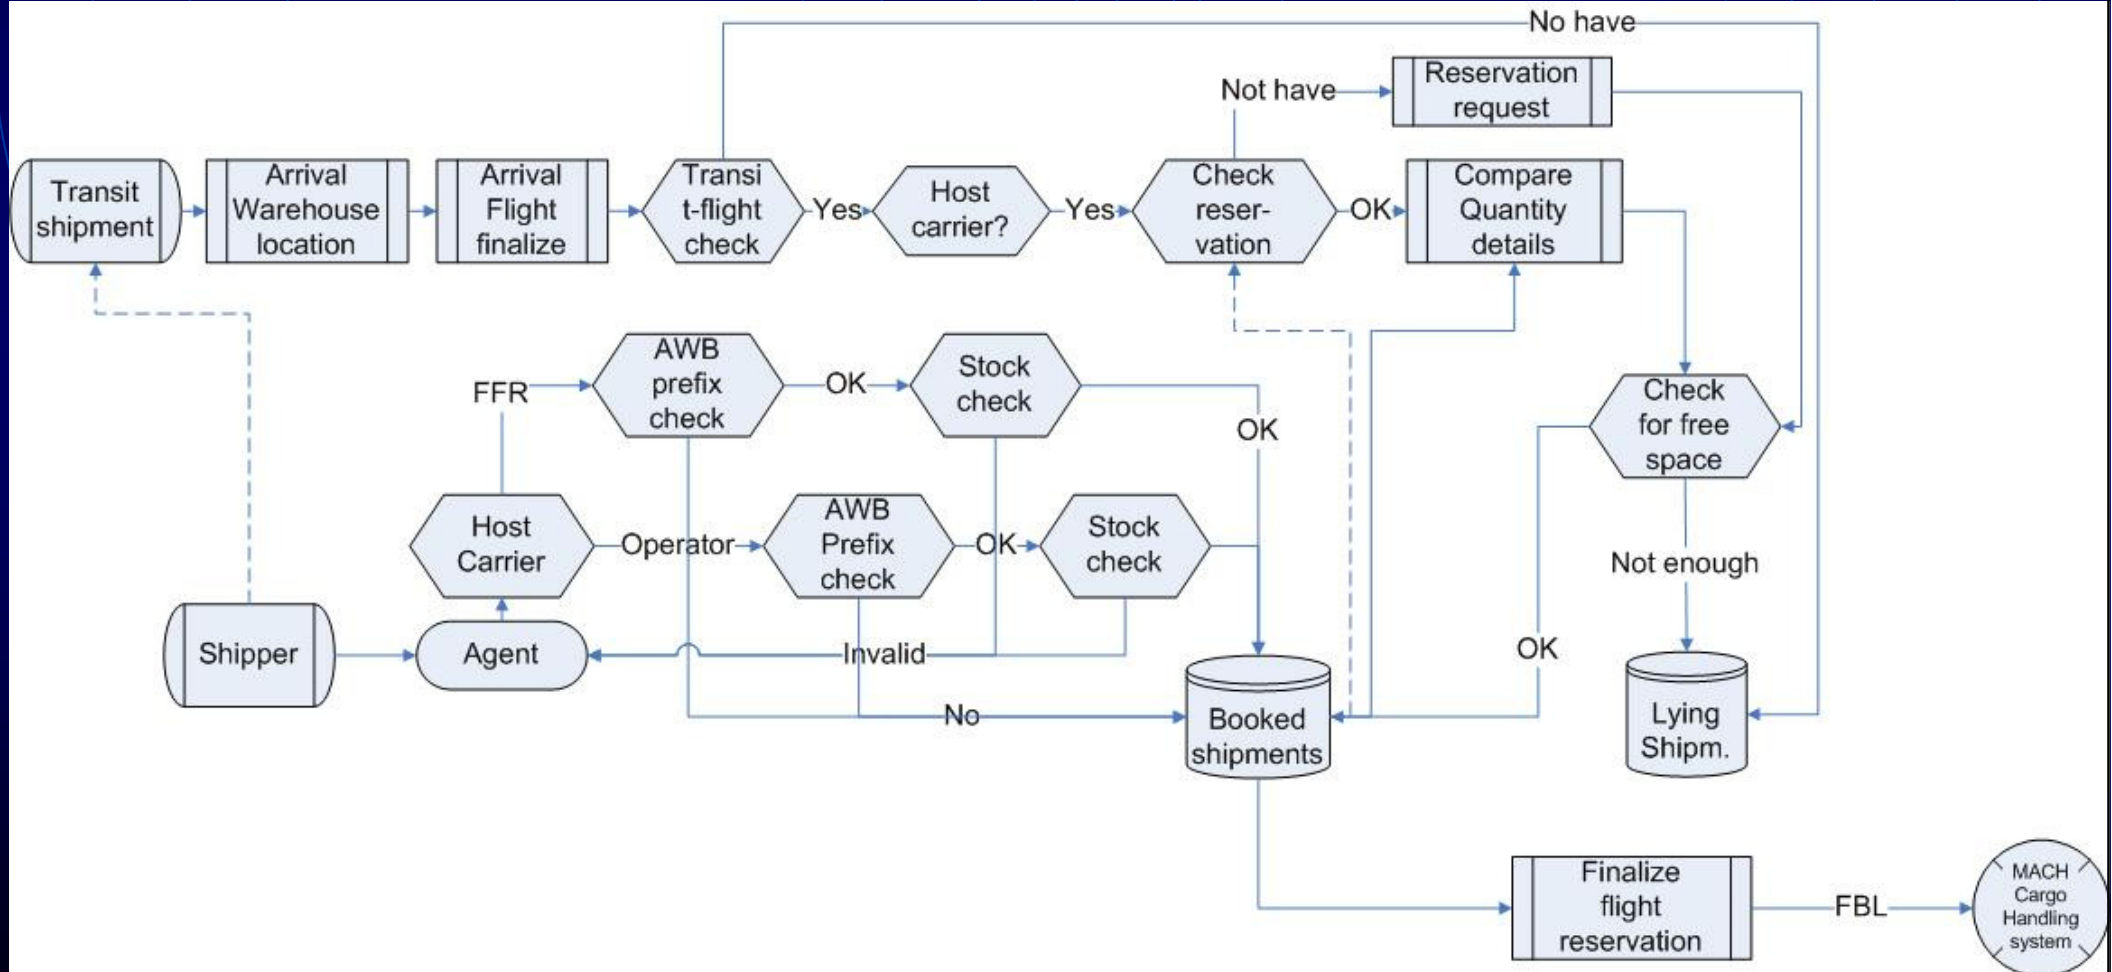 No have
Not have
Reservation
request
Transit
shipment
Arrival
Warehouse
location
Arrival
Flight
finalize
Transi
t-flight
check
Yes
Host
carrier?
Yes
Check
reser-
vation
OK
Compare
Quantity
details
FFR
AWB
prefix
check
OK
Stock
check
OK
Check
for free
space
Host
Carrier
Operator
AWB
Prefix
check
OK
Stock
check
Not enough
Shipper
Agent
Invalid
OK
No
Booked
shipments
Lying
Shipm.
Finalize
flight
reservation
FBL
MACH
Cargo
Handling
system